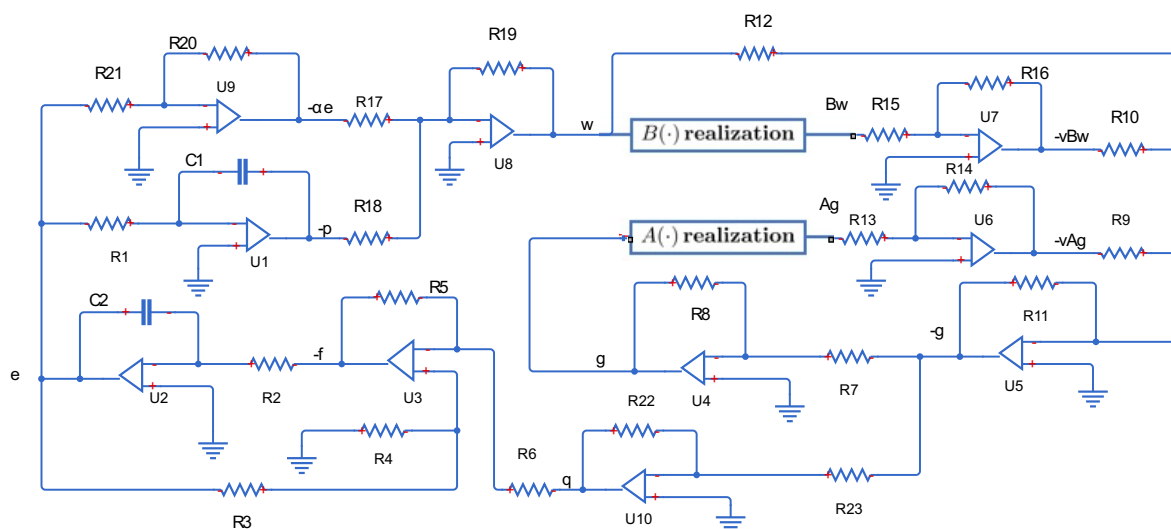 R12
R19
R20
R21
U9
R16
-αe
R17
Bw
R15
U7
R10
w
B(·) realization
U8
-vBw
C1
R14
R18
Ag
R13
U6
R9
-p
A(·) realization
R1
U1
-vAg
C2
R5
R8
R11
-f
-g
g
e
U2
R2
U3
U4
R7
U5
R22
R4
R6
q
R3
U10
R23